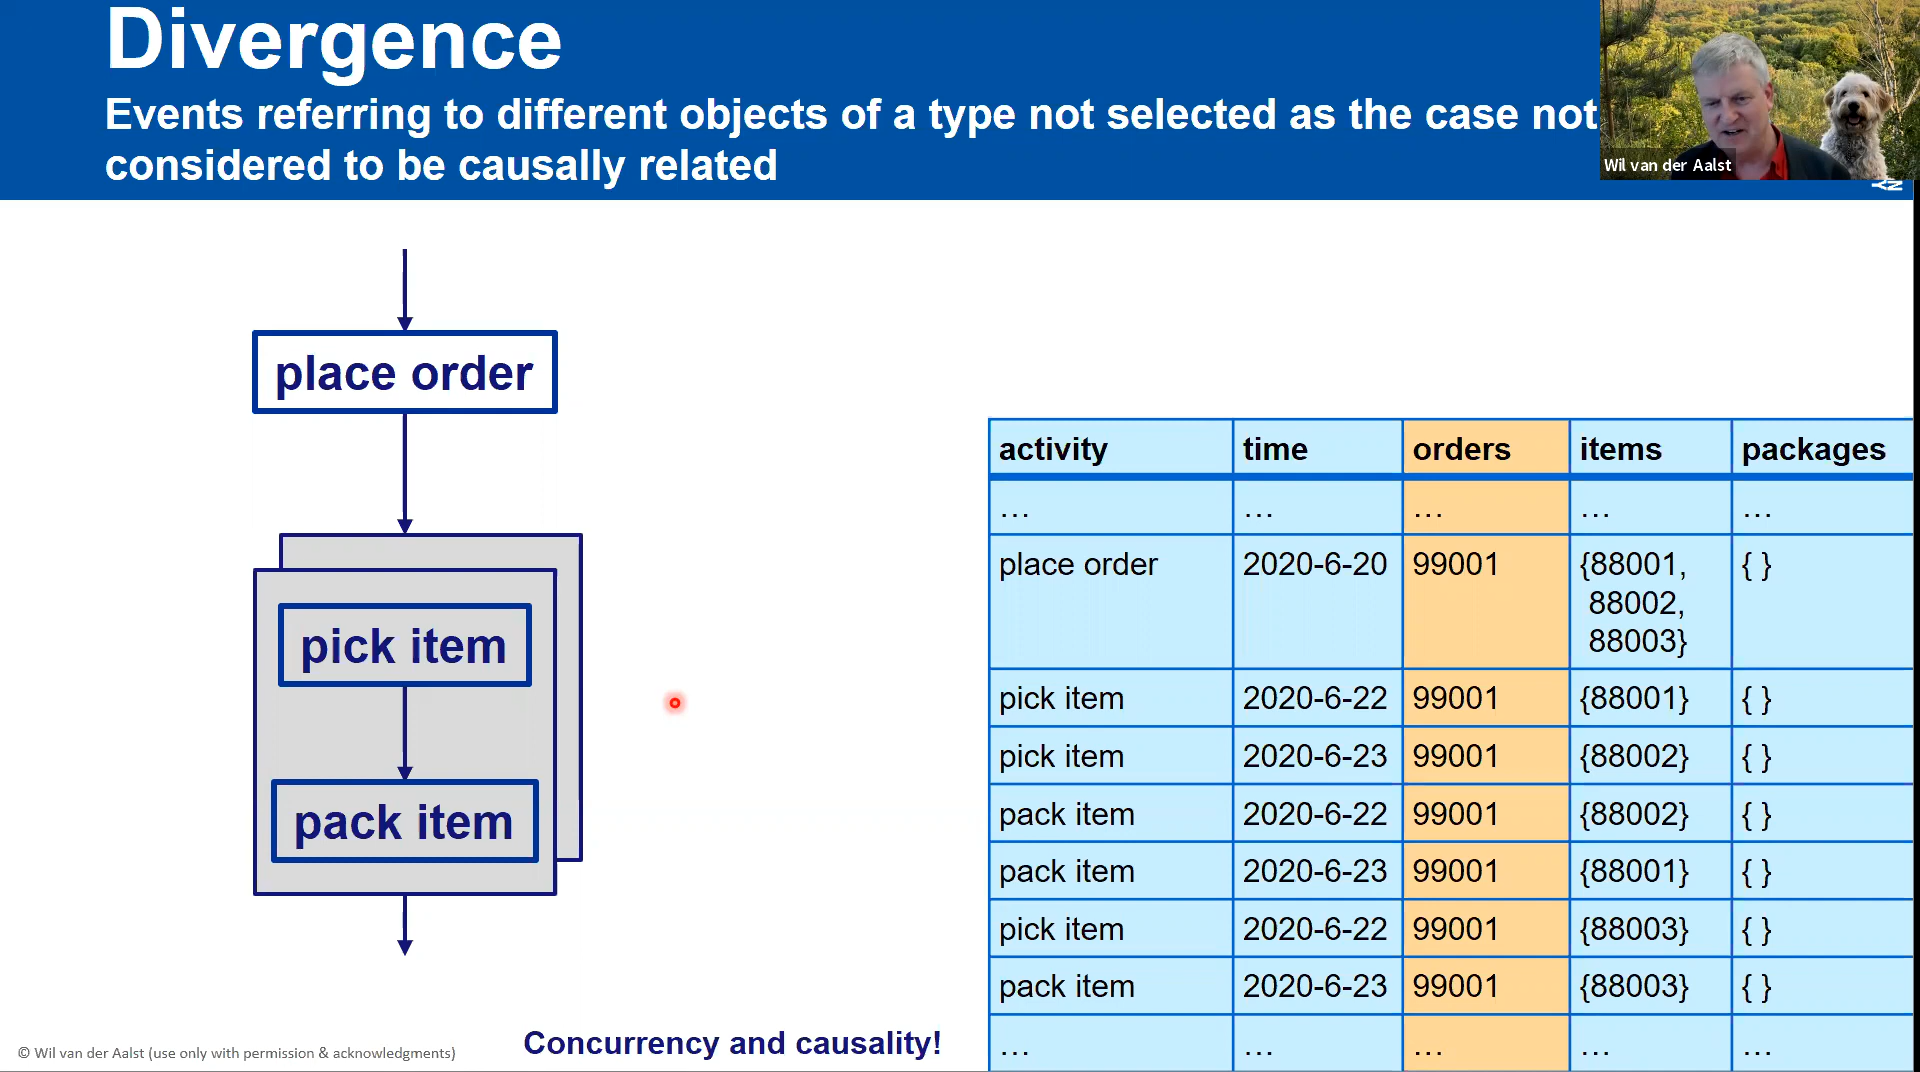 Divergence
Events referring to different objects of a type not selected as the case not
considered to be causally related
Wil van der Aalst
place order
pick item
pack item
activity time orders items packages
... ... ... ... ...
place order 2020-6-20 99001 {88001, { }
88002,
88003}
pick item 2020-6-22 99001 {88001} { }
pick item 2020-6-23 99001 {88002} { }
pack item 2020-6-22 99001 {88002} { }
pack item 2020-6-23 99001 {88001} { }
pick item 2020-6-22 99001 {88003} { }
pack item 2020-6-23 99001 {88003} { }
... ... ... ... ...
Concurrency and causality!
© Wil van der Aalst (use only with permission & acknowledgments)